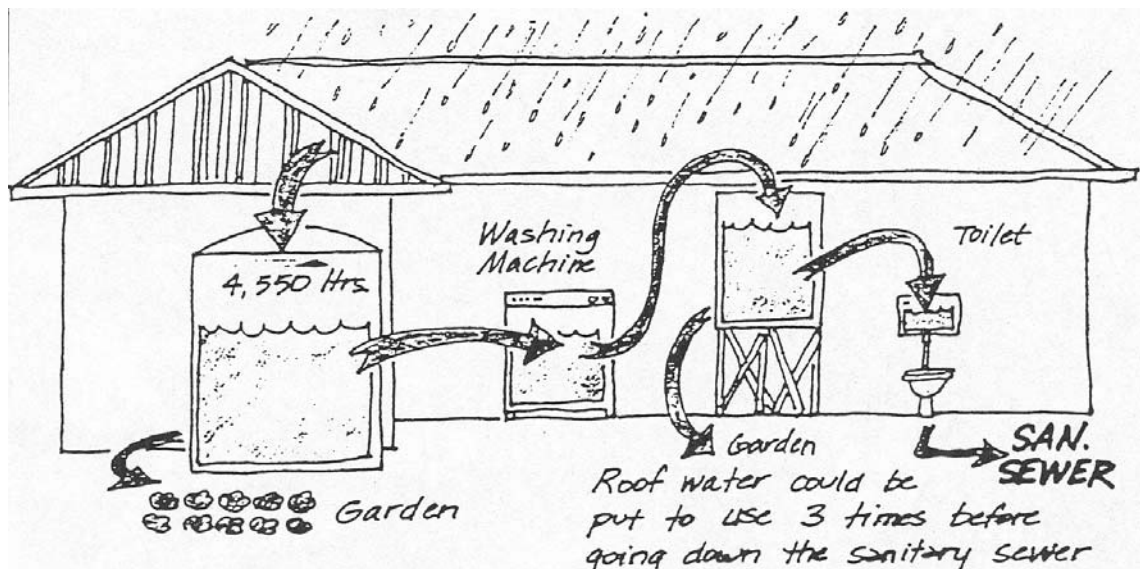 4,550 ltrs
Washing
Machine
Toilet
Garden
SAN.
SEWER
Garden
Roof water could be
put to use 3 times before
going down the sanitary sewer